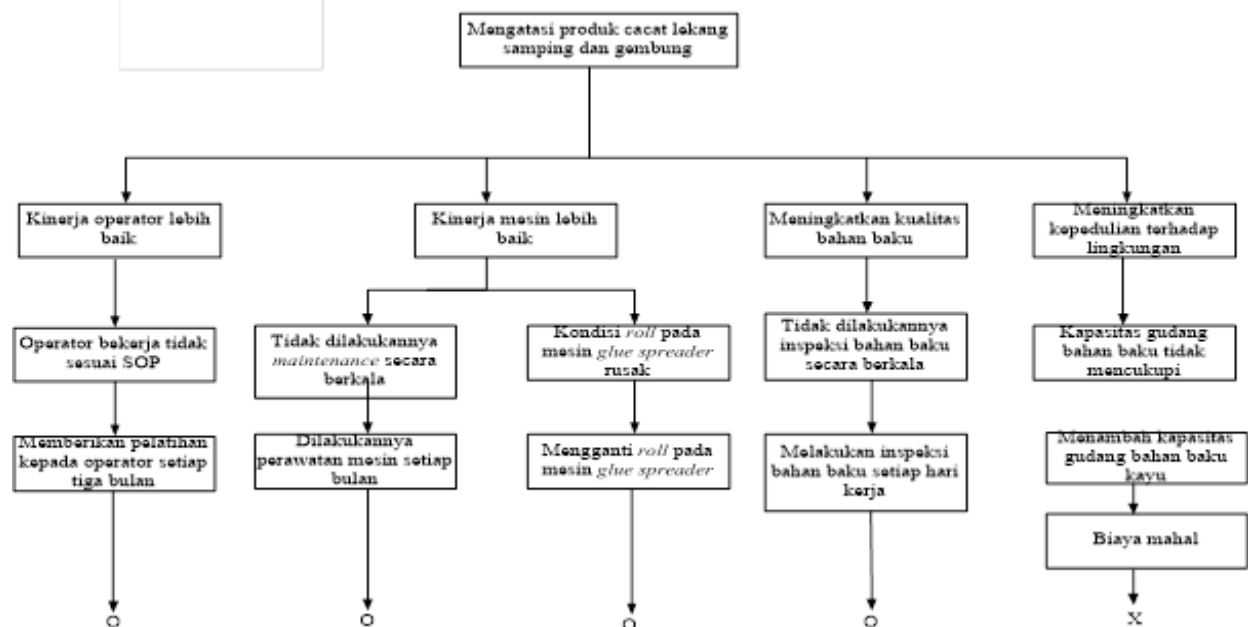 Mengatasi produk cacat lekang
samping dan gembung
Kinerja operator lebih
baik
Kinerja mesin lebih
baik
Meningkatkan kualitas
bahan baku
Meningkatkan
kepedulian terhadap
lingkungan
Operator bekerja tidak
sesuai SOP
Tidak dilakukannya
maintenance secara
berkala
Kondisi roll pada
mesin glue spreader
rusak
Tidak dilakukannya
inspeksi bahan baku
secara berkala
Kapasitas gudang
bahan baku tidak
mencukupi
Memberikan pelatihan
kepada operator setiap
tiga bulan
Dilakukannya
perawatan mesin setiap
bulan
Mengganti roll pada
mesin glue spreader
Melakukan inspeksi
bahan baku setiap hari
kerja
Menambah kapasitas
gudang bahan baku
kayu
Biaya mahal
O
O
O
O
X